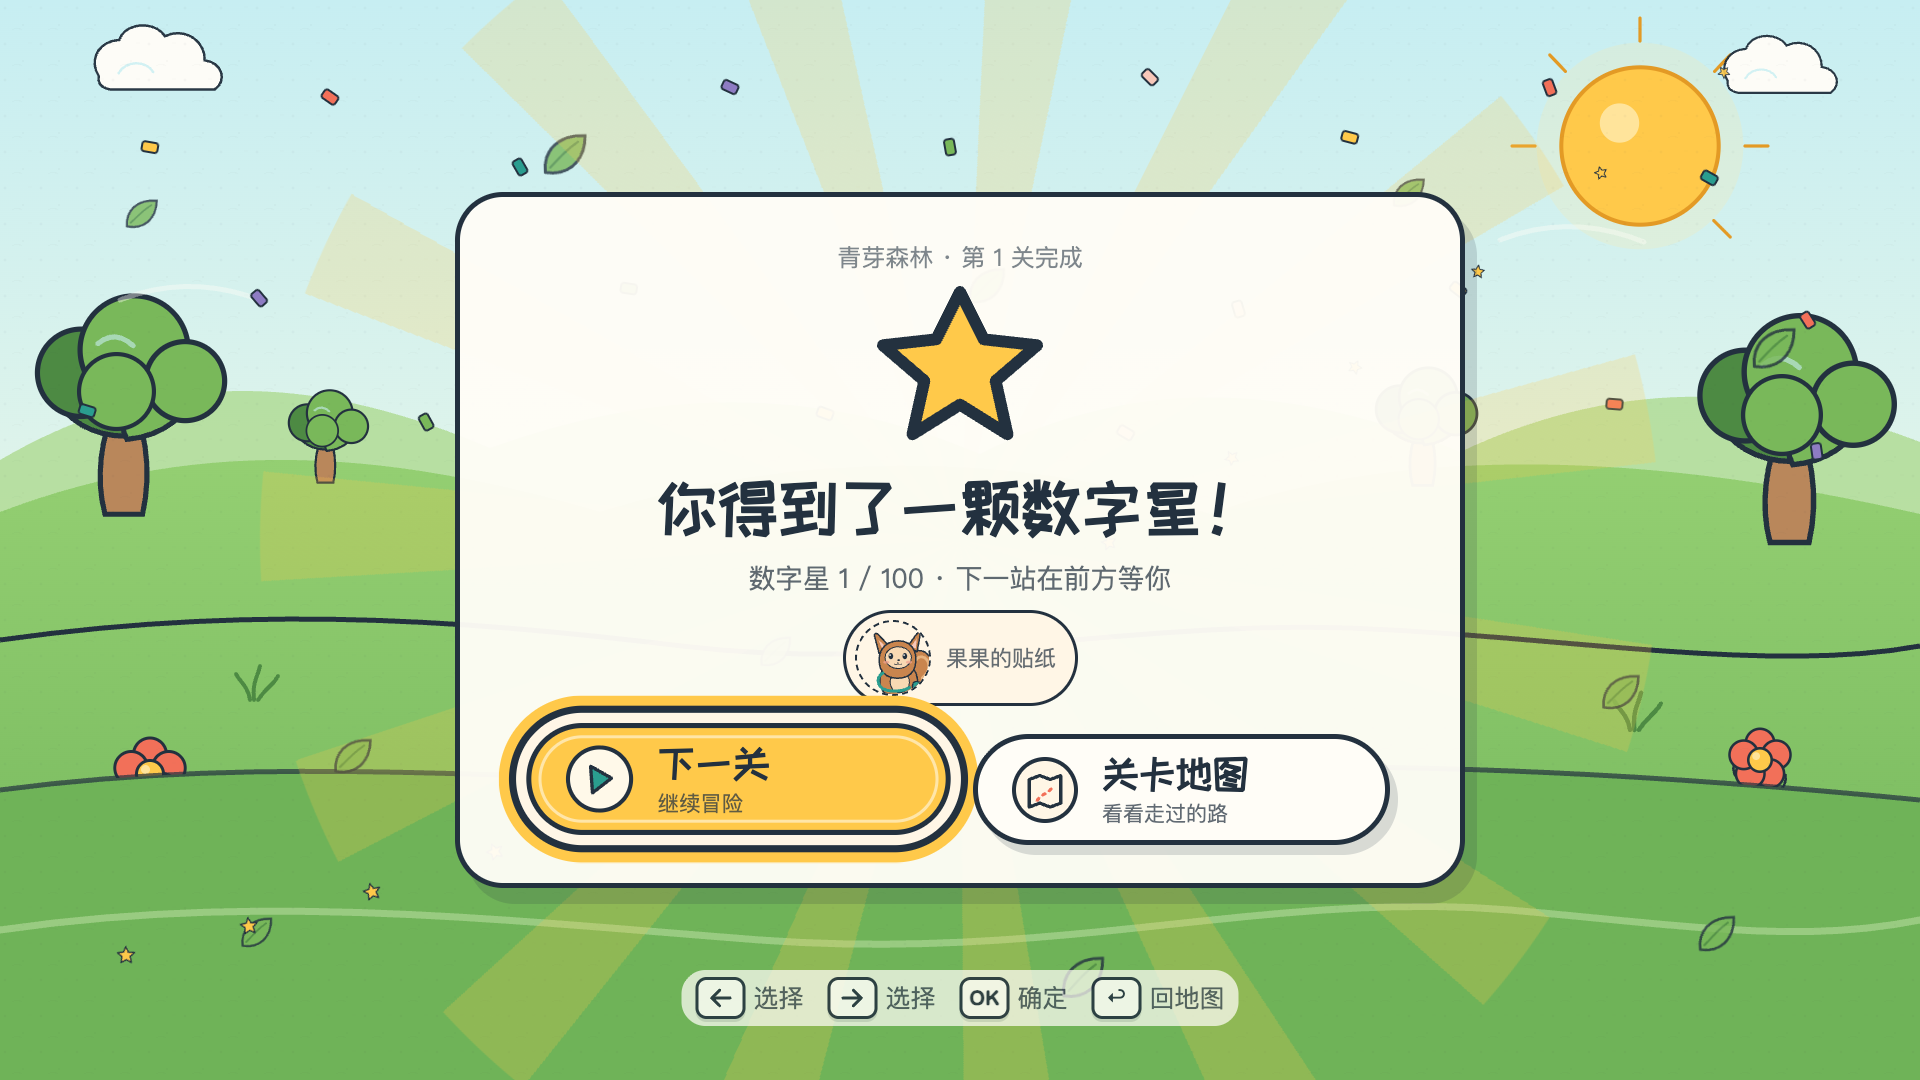 青芽森林 · 第 1 关完成
你得到了一颗数字星！
数字星 1 / 100 · 下一站在前方等你
果果的贴纸
下一关
继续冒险
关卡地图
看看走过的路
← 选择 → 选择 OK 确定 ↩ 回地图